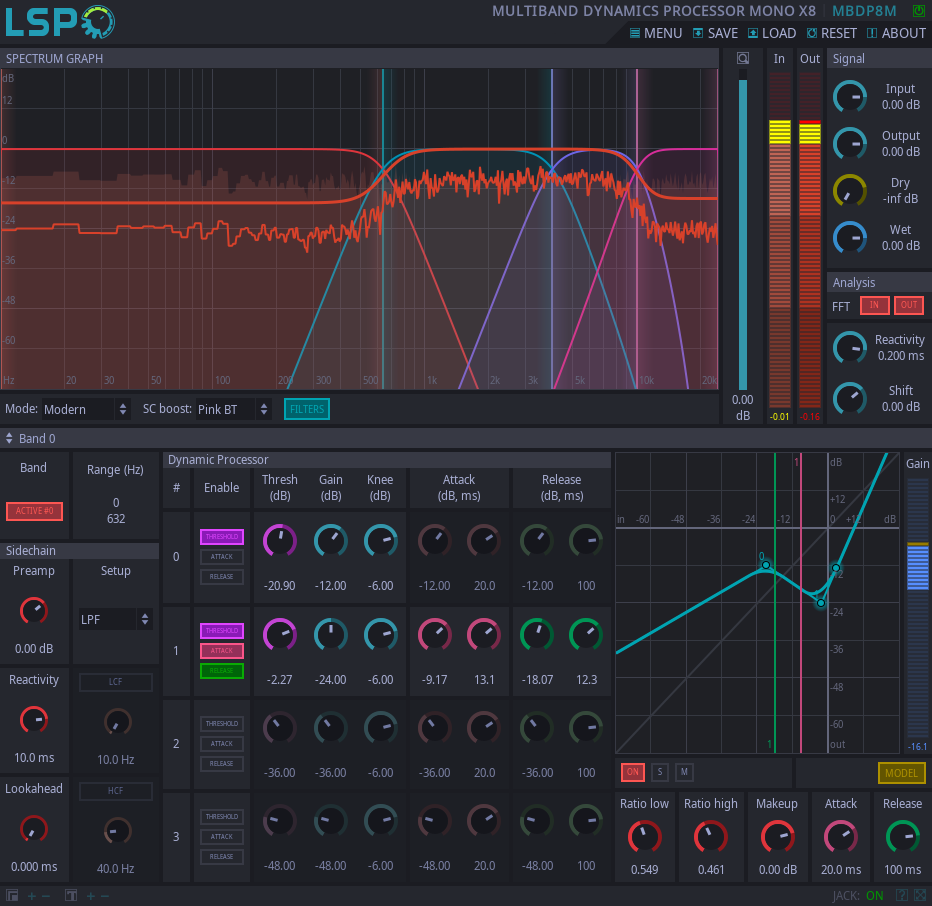 LSP
MULTIBAND DYNAMICS PROCESSOR MONO X8 MBDP8M
MENU SAVE LOAD RESET ABOUT
SPECTRUM GRAPH
In Out
Signal
dB
12
0
-12
-24
-36
-48
-60
Hz 20 30 50 100 200 300 500 1k 2k 3k 5k 10k 20k
0.00
dB
-0.01 -0.16
Input
0.00 dB
Output
0.00 dB
Dry
-inf dB
Wet
0.00 dB
Analysis
FFT IN OUT
Reactivity
0.200 ms
Shift
0.00 dB
Mode: Modern SC boost: Pink BT FILTERS
Band 0
Band
ACTIVE #0
Range (Hz)
0
632
Sidechain
Preamp Setup
LPF
0.00 dB
Reactivity LCF
10.0 ms 10.0 Hz
Lookahead HCF
0.000 ms 40.0 Hz
Dynamic Processor
# Enable Thresh (dB) Gain (dB) Knee (dB) Attack (dB, ms) Release (dB, ms)
THRESHOLD
0 ATTACK
RELEASE
-20.90 -12.00 -6.00 -12.00 20.0 -12.00 100
THRESHOLD
1 ATTACK
RELEASE
-2.27 -24.00 -6.00 -9.17 13.1 -18.07 12.3
THRESHOLD
2 ATTACK
RELEASE
-36.00 -36.00 -6.00 -36.00 20.0 -36.00 100
THRESHOLD
3 ATTACK
RELEASE
-48.00 -48.00 -6.00 -48.00 20.0 -48.00 100
Gain
1 dB
+12
in -60 -48 -36 -24 -12 0 +12 dB
0
-12
-24
-36
-48
-60
1 out
-16.1
ON S M MODEL
Ratio low Ratio high Makeup Attack Release
0.549 0.461 0.00 dB 20.0 ms 100 ms
JACK: ON